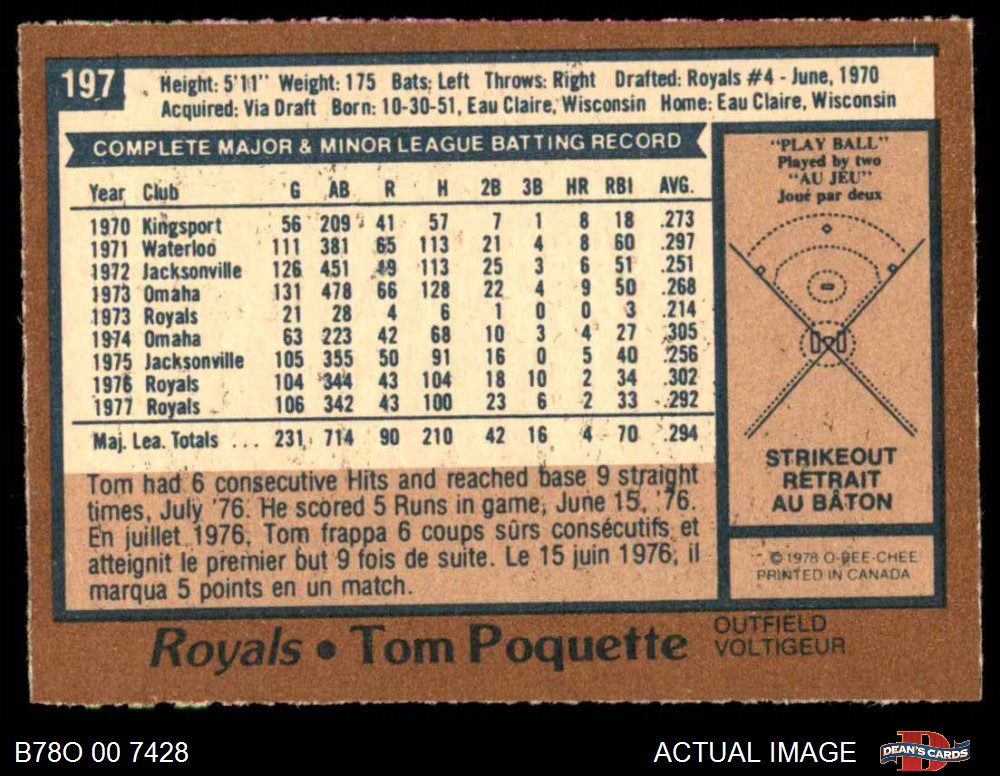 197
Height: 5'11" Weight: 175 Bats: Left Throws: Right Drafted: Royals #4 - June, 1970
Acquired: Via Draft Born: 10-30-51, Eau Claire, Wisconsin Home: Eau Claire, Wisconsin
COMPLETE MAJOR & MINOR LEAGUE BATTING RECORD
Year Club G AB R H 2B 3B HR RBI AVG.
1970 Kingsport 56 209 41 57 7 1 8 18 .273
1971 Waterloo 111 381 65 113 21 4 8 60 .297
1972 Jacksonville 126 451 49 113 25 3 6 51 .251
1973 Omaha 131 478 66 128 22 4 9 50 .268
1973 Royals 21 28 4 6 1 0 0 3 .214
1974 Omaha 63 223 42 68 10 3 4 27 .305
1975 Jacksonville 105 355 50 91 16 0 5 40 .256
1976 Royals 104 344 43 104 18 10 2 34 .302
1977 Royals 106 342 43 100 23 6 2 33 .292
Maj. Lea. Totals ... 231 714 90 210 42 16 4 70 .294
Tom had 6 consecutive Hits and reached base 9 straight
times, July '76. He scored 5 Runs in game, June 15, '76.
En juillet 1976, Tom frappa 6 coups sûrs consécutifs et
atteignit le premier but 9 fois de suite. Le 15 juin 1976, il
marqua 5 points en un match.
"PLAY BALL"
Played by two
"AU JEU"
Joué par deux
STRIKEOUT
RETRAIT
AU BÂTON
© 1978 O-PEE-CHEE
PRINTED IN CANADA
Royals • Tom Poquette
OUTFIELD
VOLTIGEUR
B78O 00 7428
ACTUAL IMAGE
DEAN'S CARDS